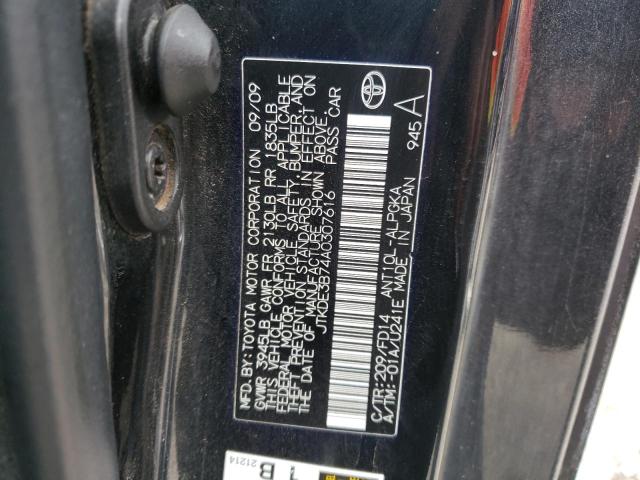 MFD. BY: TOYOTA MOTOR CORPORATION 09/09
GVWR 3945LB GAWR FR 2130LB RR 1835LB
THIS VEHICLE CONFORMS TO ALL APPLICABLE
FEDERAL MOTOR VEHICLE SAFETY, BUMPER, AND
THEFT PREVENTION STANDARDS IN EFFECT ON
THE DATE OF MANUFACTURE SHOWN ABOVE.
JTKDE3B74A0307616 PASS CAR
C/TR: 209/FD14 ANT10L-ALPGKA
A/TM: -01A/U241E MADE IN JAPAN
945 A
21214
B